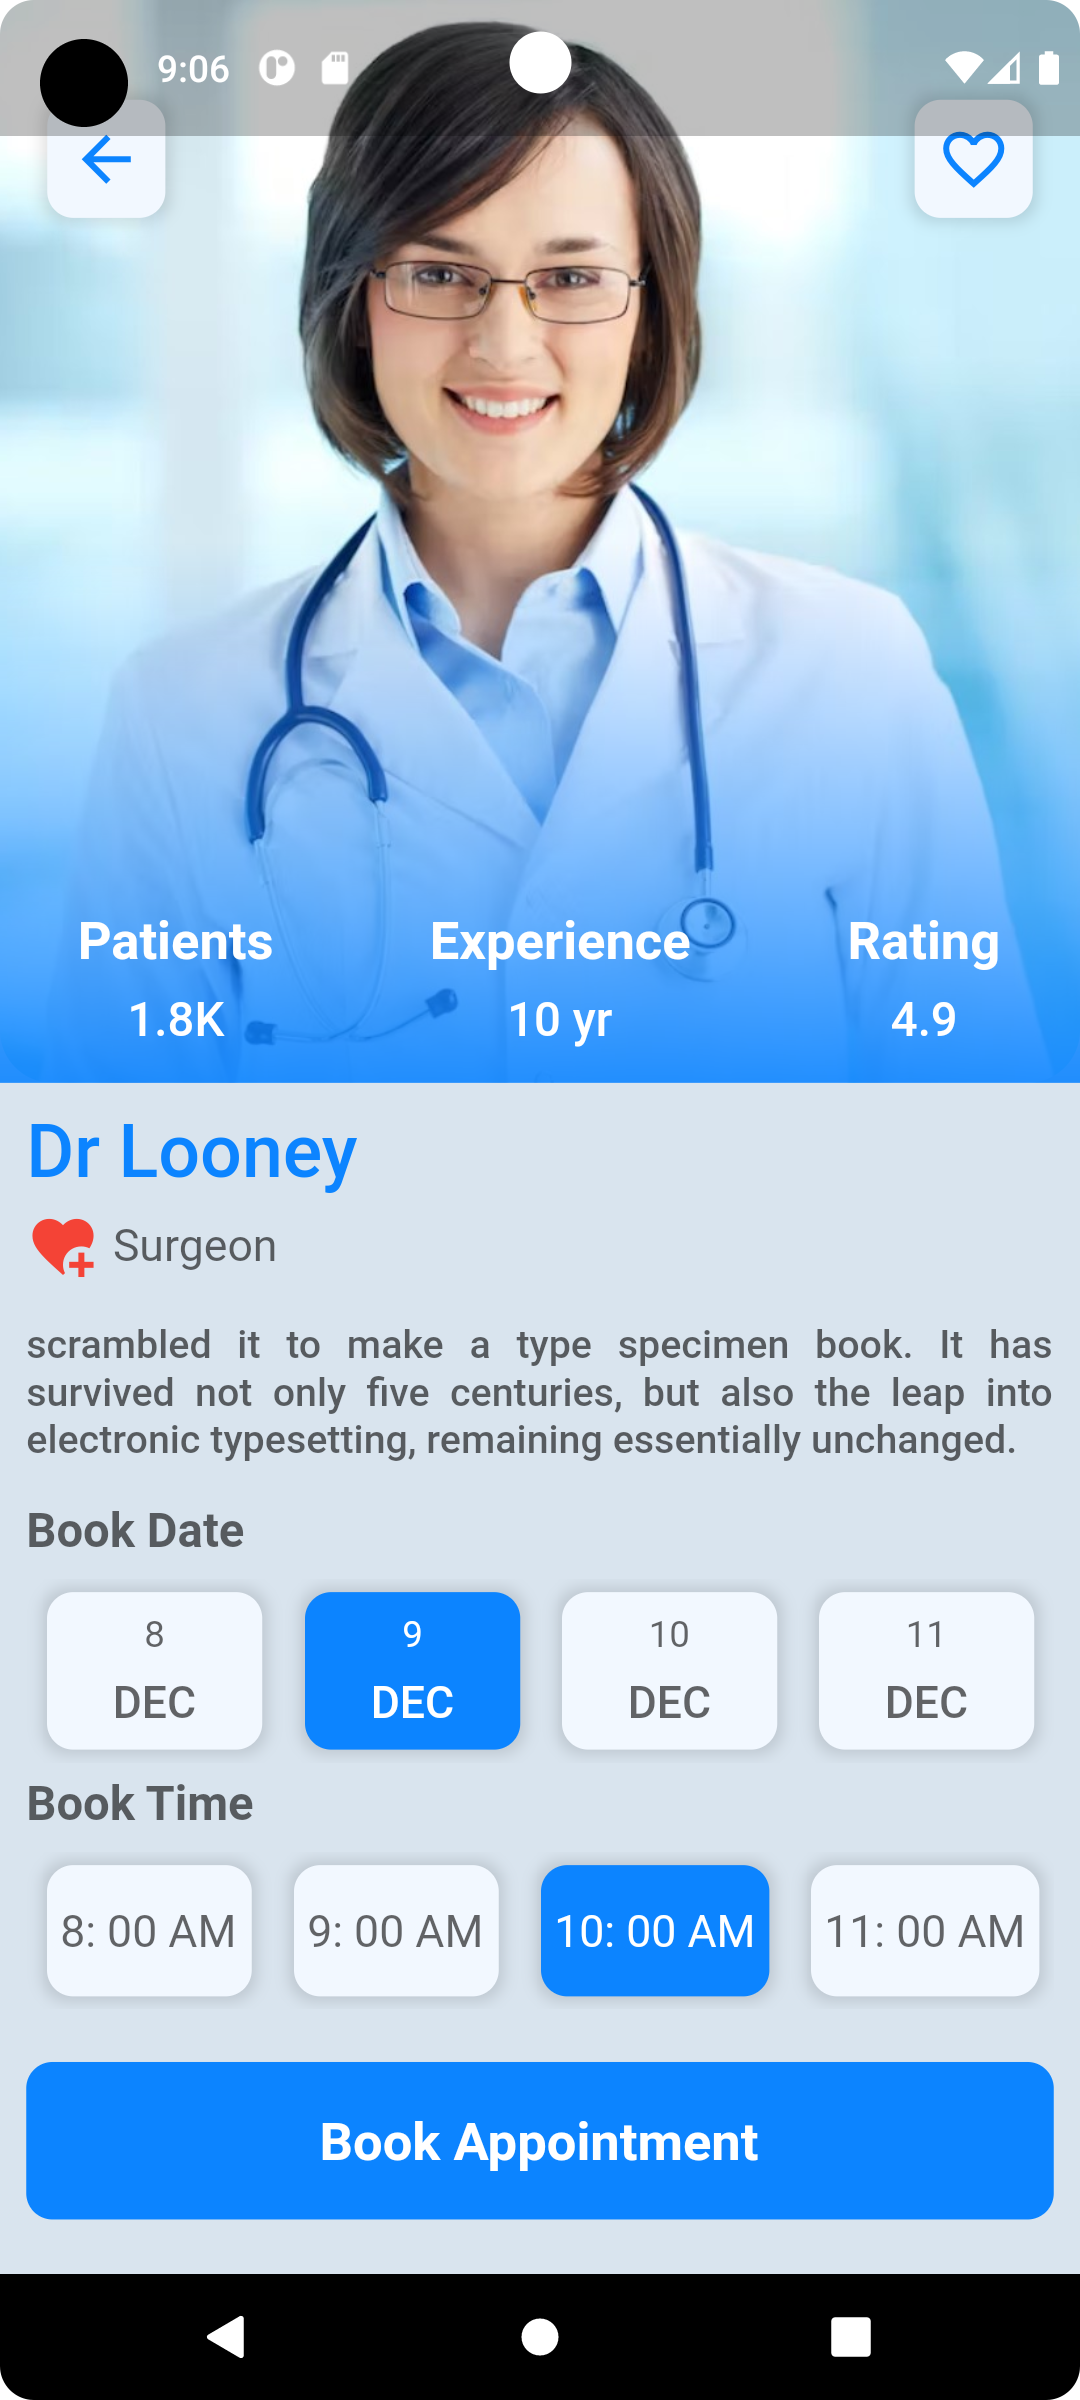 9:06
Patients Experience Rating
1.8K 10 yr 4.9
Dr Looney
Surgeon
scrambled it to make a type specimen book. It has
survived not only five centuries, but also the leap into
electronic typesetting, remaining essentially unchanged.
Book Date
8 9 10 11
DEC DEC DEC DEC
Book Time
8: 00 AM 9: 00 AM 10: 00 AM 11: 00 AM
Book Appointment